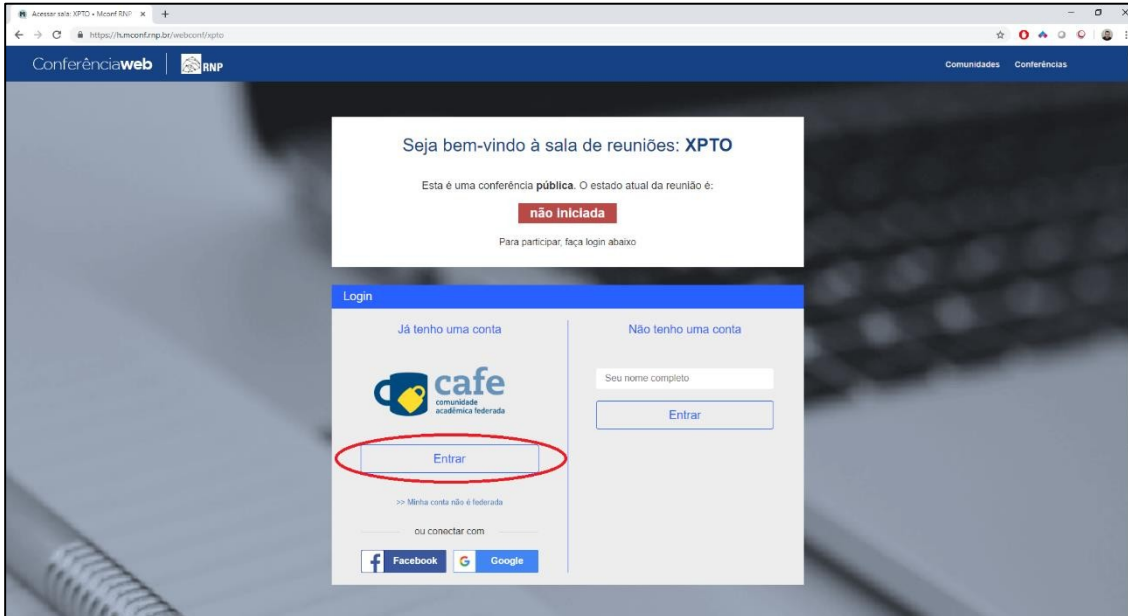 Acessar sala: XPTO • Mconf RNP
https://h.mconf.rnp.br/webconf/xpto
Conferênciaweb
RNP
Comunidades
Conferências
Seja bem-vindo à sala de reuniões: XPTO
Esta é uma conferência pública. O estado atual da reunião é:
não iniciada
Para participar, faça login abaixo
Login
Já tenho uma conta
cafe
comunidade
acadêmica federada
Entrar
>> Minha conta não é federada
ou conectar com
Facebook
G Google
Não tenho uma conta
Seu nome completo
Entrar